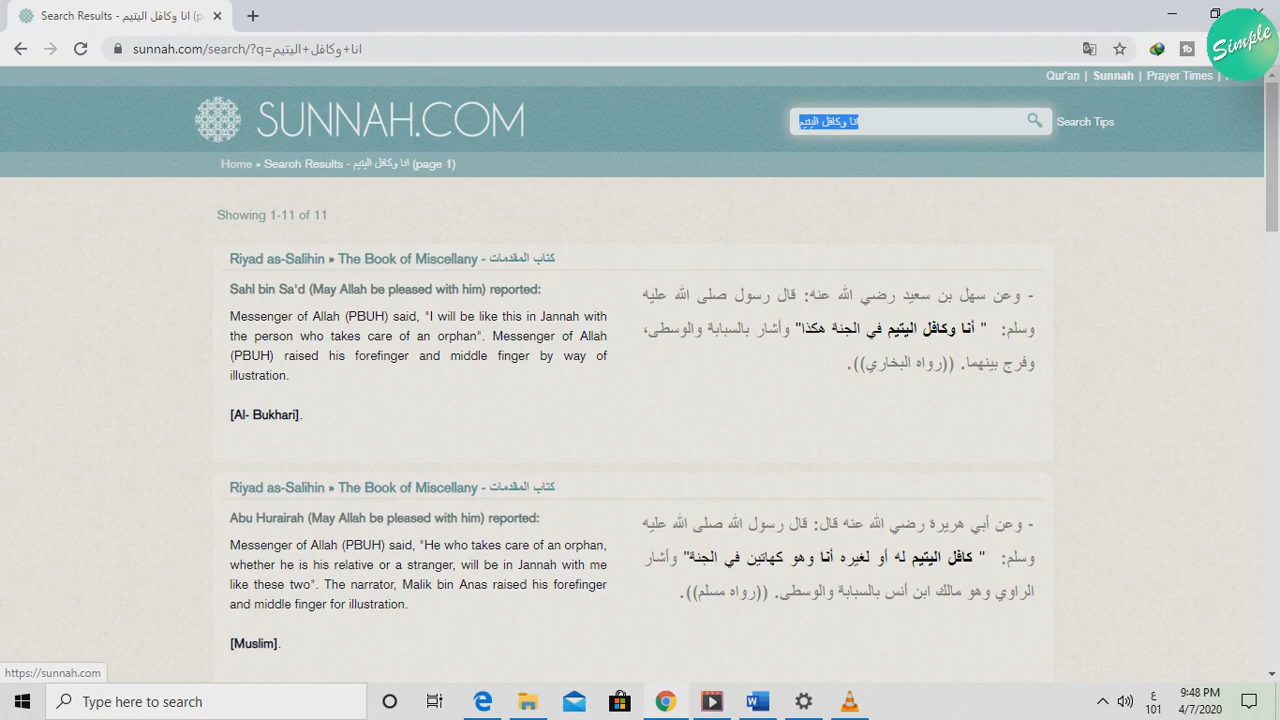 Search Results - انا وكافل اليتيم (p
sunnah.com/search/?q=انا+وكافل+اليتيم
Simple
Qur'an | Sunnah | Prayer Times |
SUNNAH.COM
انا وكافل اليتيم
Search Tips
Home » Search Results - انا وكافل اليتيم (page 1)
Showing 1-11 of 11
Riyad as-Salihin » The Book of Miscellany - كتاب المقدمات
Sahl bin Sa'd (May Allah be pleased with him) reported:
Messenger of Allah (PBUH) said, "I will be like this in Jannah with
the person who takes care of an orphan". Messenger of Allah
(PBUH) raised his forefinger and middle finger by way of
illustration.
[Al- Bukhari].
- وعن سهل بن سعيد رضي الله عنه: قال رسول صلى الله عليه
وسلم: " أنا وكافل اليتيم في الجنة هكذا" وأشار بالسبابة والوسطى،
وفرج بينهما. ((رواه البخاري)).
Riyad as-Salihin » The Book of Miscellany - كتاب المقدمات
Abu Hurairah (May Allah be pleased with him) reported:
Messenger of Allah (PBUH) said, "He who takes care of an orphan,
whether he is his relative or a stranger, will be in Jannah with me
like these two". The narrator, Malik bin Anas raised his forefinger
and middle finger for illustration.
[Muslim].
- وعن أبي هريرة رضي الله عنه قال: قال رسول الله صلى الله عليه
وسلم: " كافل اليتيم له أو لغيره أنا وهو كهاتين في الجنة" وأشار
الراوي وهو مالك ابن أنس بالسبابة والوسطى. ((رواه مسلم)).
https://sunnah.com
Type here to search
ع
101
9:48 PM
4/7/2020